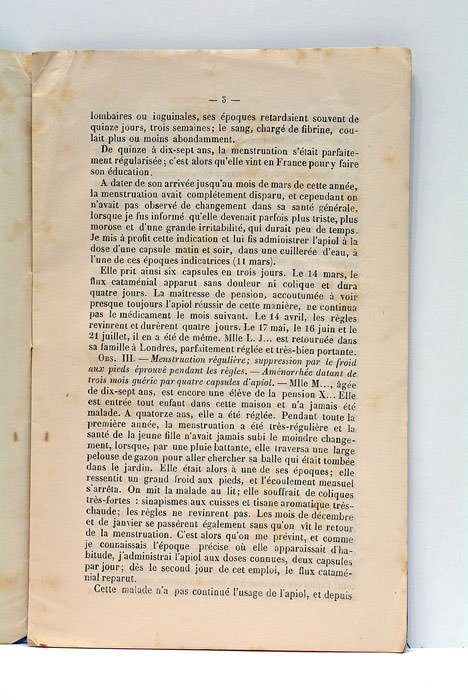 — 3 —
lombaires ou inguinales, ses époques retardaient souvent de
quinze jours, trois semaines; le sang, chargé de fibrine, cou-
lait plus ou moins abondamment.
De quinze à dix-sept ans, la menstruation s'était parfaite-
ment régularisée; c'est alors qu'elle vint en France pour y faire
son éducation.
A dater de son arrivée jusqu'au mois de mars de cette année,
la menstruation avait complétement disparu, et cependant on
n'avait pas observé de changement dans sa santé générale,
lorsque je fus informé qu'elle devenait parfois plus triste, plus
morose et d'une grande irritabilité, qui durait peu de temps.
Je mis à profit cette indication et lui fis administrer l'apiol à la
dose d'une capsule matin et soir, dans une cuillerée d'eau, à
l'une de ces époques indicatrices (11 mars).
Elle prit ainsi six capsules en trois jours. Le 14 mars, le
flux cataménial apparut sans douleur ni colique et dura
quatre jours. La maîtresse de pension, accoutumée à voir
presque toujours l'apiol réussir de cette manière, ne continua
pas le médicament le mois suivant. Le 14 avril, les règles
revinrent et durèrent quatre jours. Le 17 mai, le 16 juin et le
21 juillet, il en a été de même. Mlle L. J... est retournée dans
sa famille à Londres, parfaitement réglée et très-bien portante.
Obs. III. — Menstruation régulière; suppression par le froid
aux pieds éprouvé pendant les règles. — Aménorrhée datant de
trois mois guérie par quatre capsules d'apiol. — Mlle M..., âgée
de dix-sept ans, est encore une élève de la pension X... Elle
est entrée tout enfant dans cette maison et n'a jamais été
malade. A quatorze ans, elle a été réglée. Pendant toute la
première année, la menstruation a été très-régulière et la
santé de la jeune fille n'avait jamais subi le moindre change-
ment, lorsque, par une pluie battante, elle traversa une large
pelouse de gazon pour aller chercher sa balle qui était tombée
dans le jardin. Elle était alors à une de ses époques; elle
ressentit un grand froid aux pieds, et l'écoulement mensuel
s'arrêta. On mit la malade au lit; elle souffrait de coliques
très-fortes : sinapismes aux cuisses et tisane aromatique très-
chaude; les règles ne revinrent pas. Les mois de décembre
et de janvier se passèrent également sans qu'on vit le retour
de la menstruation. C'est alors qu'on me prévint, et comme
je connaissais l'époque précise où elle apparaissait d'ha-
bitude, j'administrai l'apiol aux doses connues, deux capsules
par jour; dès le second jour de cet emploi, le flux catamé-
nial reparut.
Cette malade n'a pas continué l'usage de l'apiol, et depuis